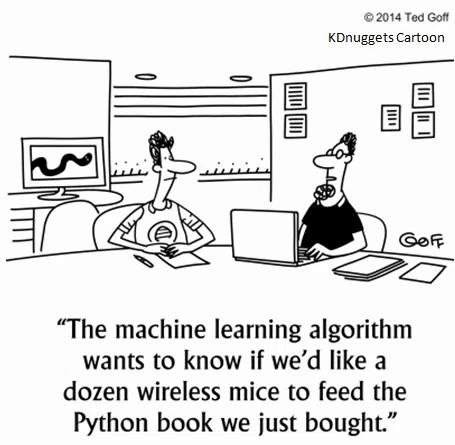 © 2014 Ted Goff
KDnuggets Cartoon
GOFF
“The machine learning algorithm
wants to know if we’d like a
dozen wireless mice to feed the
Python book we just bought.”